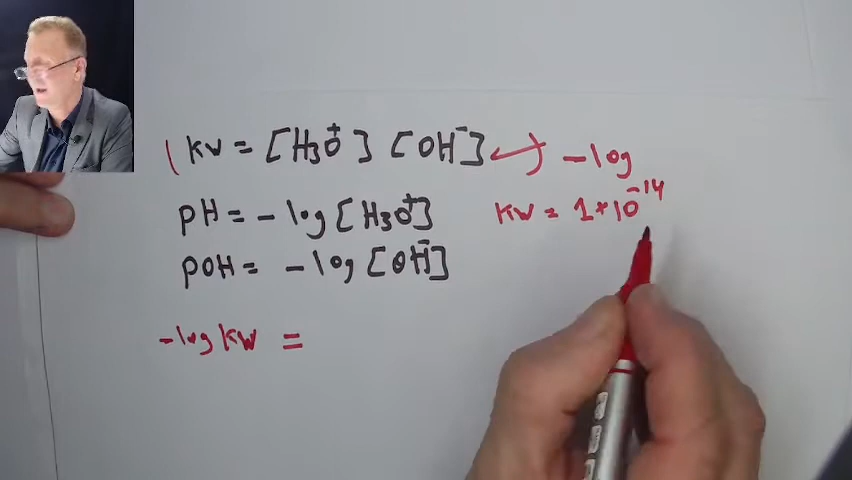 ( Kw = [H₃O⁺] [OH⁻] ) -log
pH = -log[H₃O⁺]
Kw = 1*10⁻¹⁴
pOH = -log[OH⁻]
-log Kw =